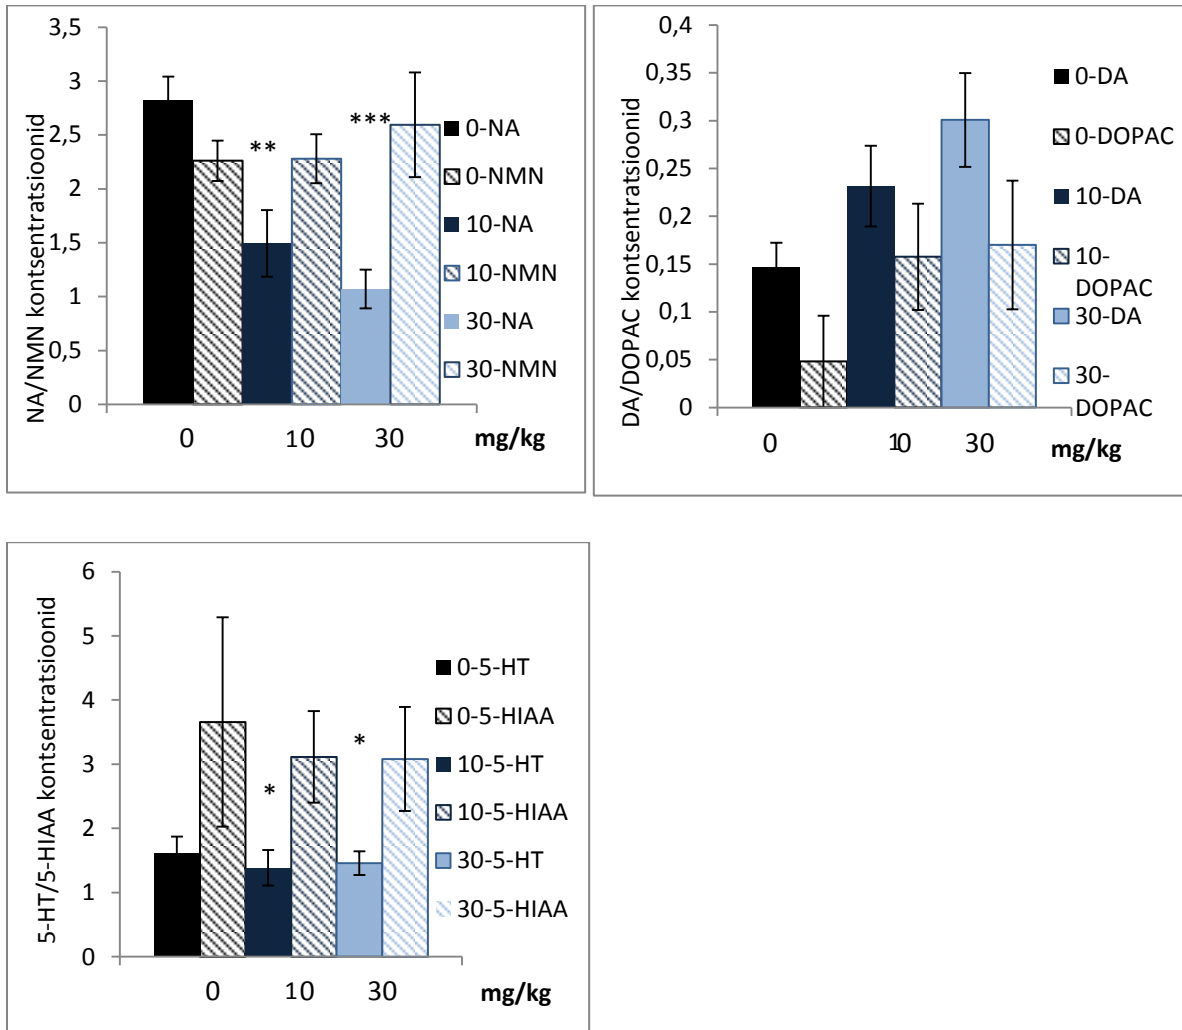 NA/NMN kontsentratsioonid
3,5
3
2,5
2
1,5
1
0,5
0
**
***
0-NA
0-NMN
10-NA
10-NMN
30-NA
30-NMN
0
10
30
mg/kg
DA/DOPAC kontsentratsioonid
0,4
0,35
0,3
0,25
0,2
0,15
0,1
0,05
0
0-DA
0-DOPAC
10-DA
10-
DOPAC
30-DA
30-
DOPAC
0
10
30
mg/kg
5-HT/5-HIAA kontsentratsioonid
6
5
4
3
2
1
0
*
*
0-5-HT
0-5-HIAA
10-5-HT
10-5-HIAA
30-5-HT
30-5-HIAA
0
10
30
mg/kg